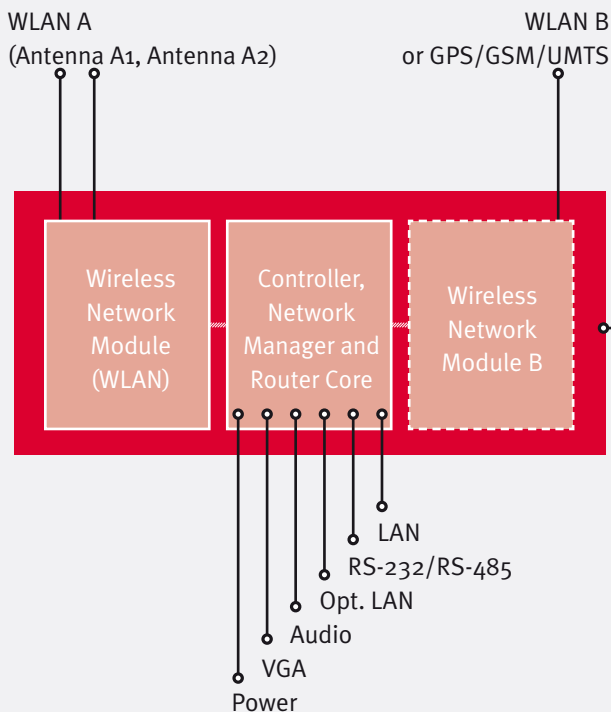 WLAN A
(Antenna A1, Antenna A2)
WLAN B
or GPS/GSM/UMTS
Wireless
Network
Module
(WLAN)
Controller,
Network
Manager and
Router Core
Wireless
Network
Module B
LAN
RS-232/RS-485
Opt. LAN
Audio
VGA
Power